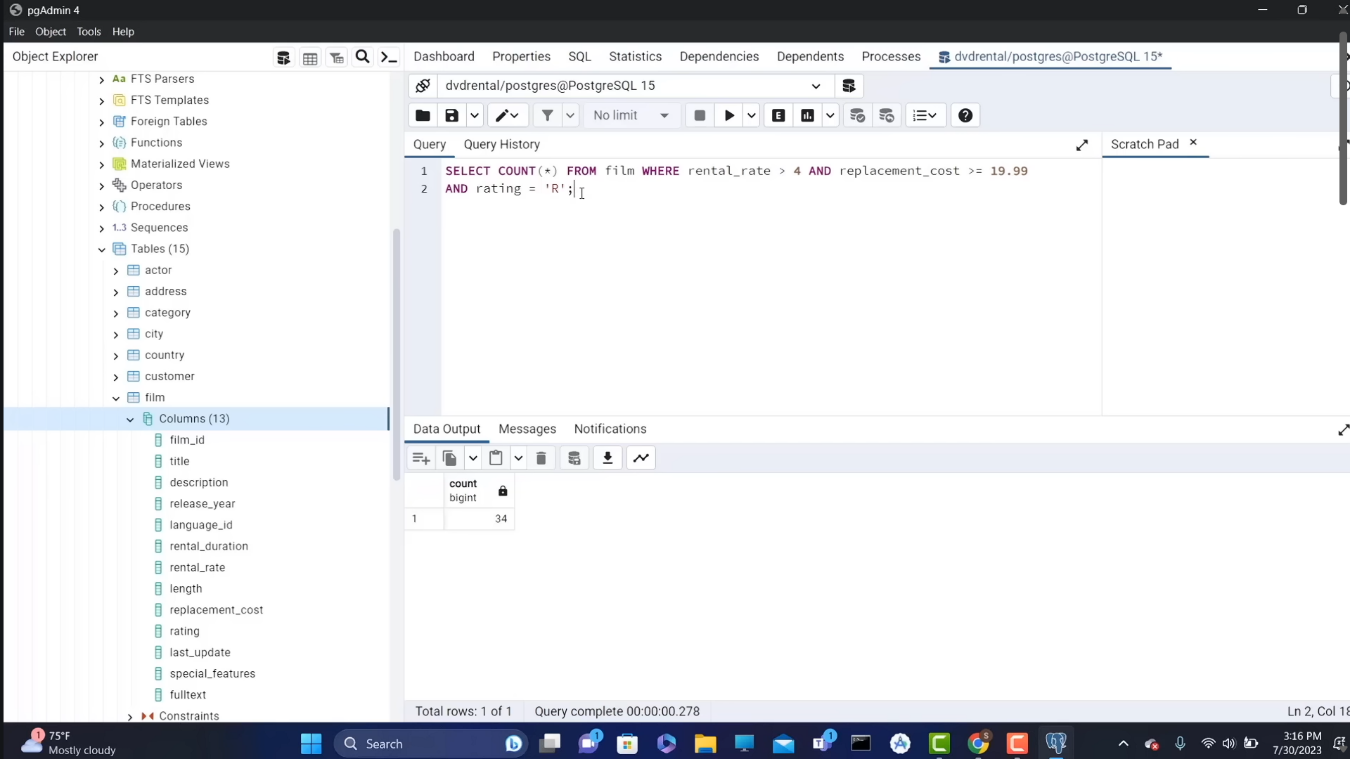 pgAdmin 4
File Object Tools Help
Object Explorer
Dashboard Properties SQL Statistics Dependencies Dependents Processes dvdrental/postgres@PostgreSQL 15*
dvdrental/postgres@PostgreSQL 15
No limit
E
Query Query History
Scratch Pad
1 SELECT COUNT(*) FROM film WHERE rental_rate > 4 AND replacement_cost >= 19.99
2 AND rating = 'R';
Aa FTS Parsers
FTS Templates
Foreign Tables
Functions
Materialized Views
Operators
Procedures
1..3 Sequences
Tables (15)
actor
address
category
city
country
customer
film
Columns (13)
film_id
title
description
release_year
language_id
rental_duration
rental_rate
length
replacement_cost
rating
last_update
special_features
fulltext
Constraints
Data Output Messages Notifications
count
bigint
1 34
Total rows: 1 of 1 Query complete 00:00:00.278 Ln 2, Col 18
1 75°F
Mostly cloudy
Search
1
1
S
3:16 PM
7/30/2023